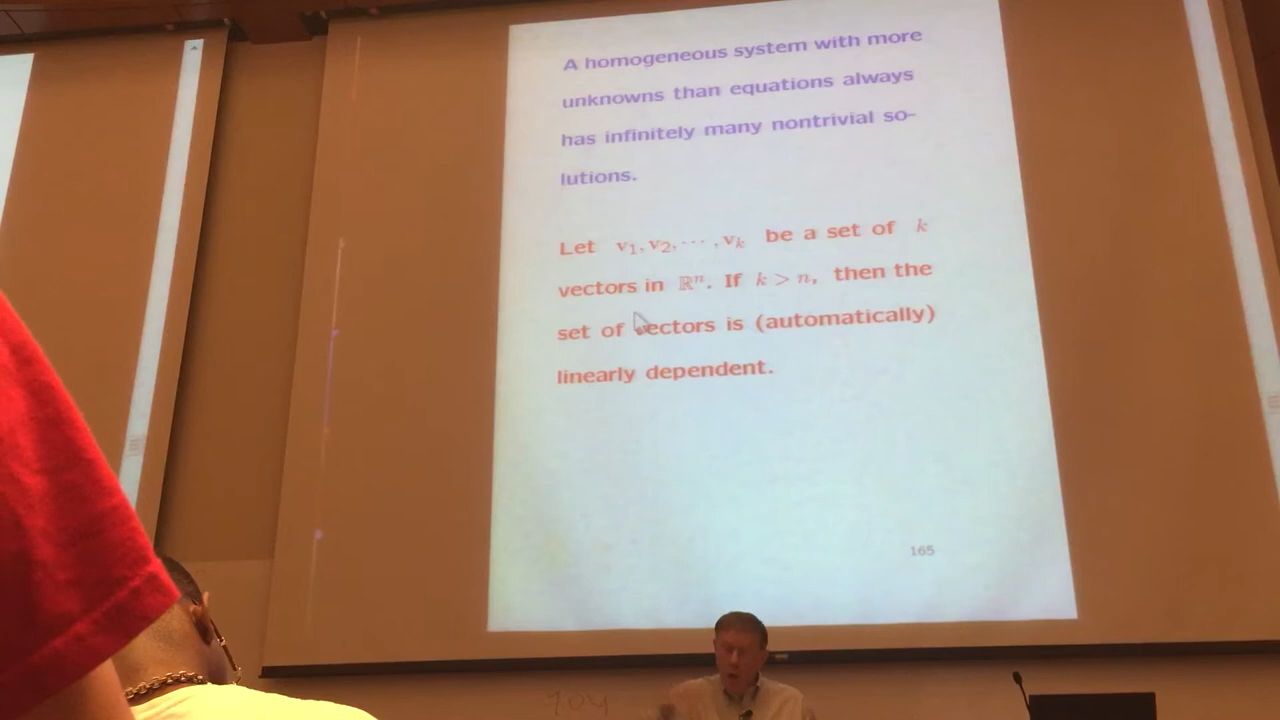 A homogeneous system with more
unknowns than equations always
has infinitely many nontrivial so-
lutions.
Let v₁, v₂, ⋯ , vₖ be a set of k
vectors in ℝⁿ. If k > n, then the
set of vectors is (automatically)
linearly dependent.
165